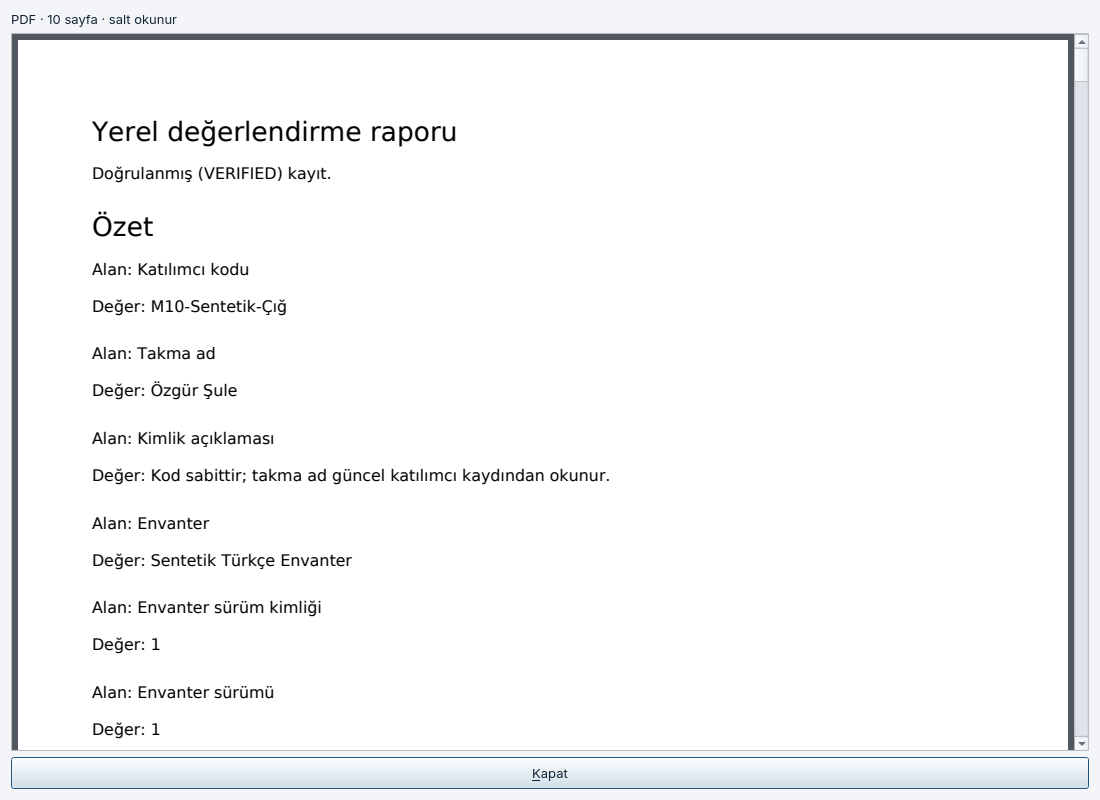 PDF · 10 sayfa · salt okunur
Yerel değerlendirme raporu
Doğrulanmış (VERIFIED) kayıt.
Özet
Alan: Katılımcı kodu
Değer: M10-Sentetik-Çığ
Alan: Takma ad
Değer: Özgür Şule
Alan: Kimlik açıklaması
Değer: Kod sabittir; takma ad güncel katılımcı kaydından okunur.
Alan: Envanter
Değer: Sentetik Türkçe Envanter
Alan: Envanter sürüm kimliği
Değer: 1
Alan: Envanter sürümü
Değer: 1
Kapat